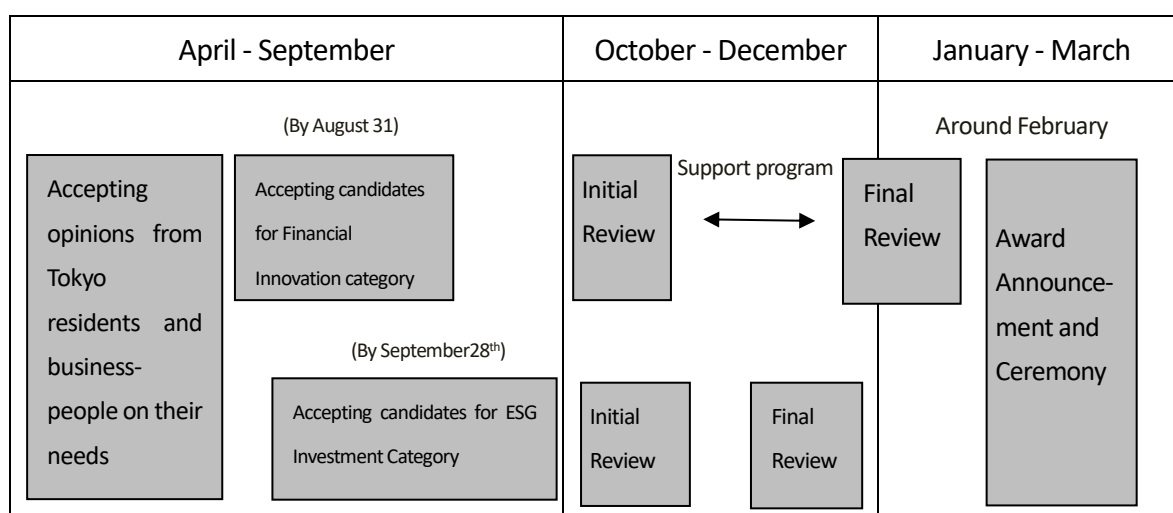 April - September
October - December
January - March
(By August 31)
Around February
Accepting
opinions from
Tokyo
residents and
business-
people on their
needs
Accepting candidates
for Financial
Innovation category
Initial
Review
Support program
Final
Review
Award
Announce-
ment and
Ceremony
(By September28th)
Accepting candidates for ESG
Investment Category
Initial
Review
Final
Review